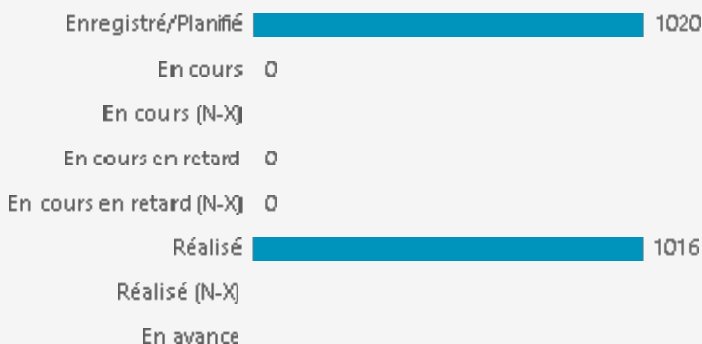 Enregistré/Planifié 1020
En cours 0
En cours (N-X)
En cours en retard 0
En cours en retard (N-X) 0
Réalisé 1016
Réalisé (N-X)
En avance